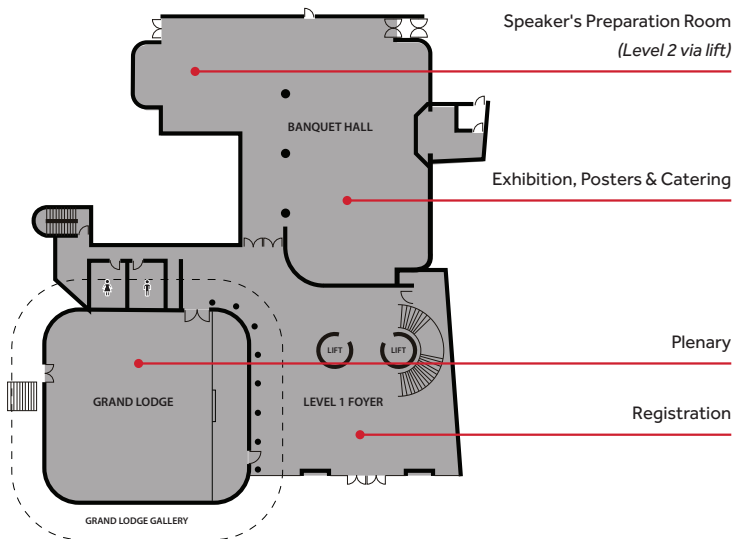 Speaker's Preparation Room
(Level 2 via lift)
BANQUET HALL
Exhibition, Posters & Catering
LIFT
LIFT
Plenary
GRAND LODGE
LEVEL 1 FOYER
Registration
GRAND LODGE GALLERY